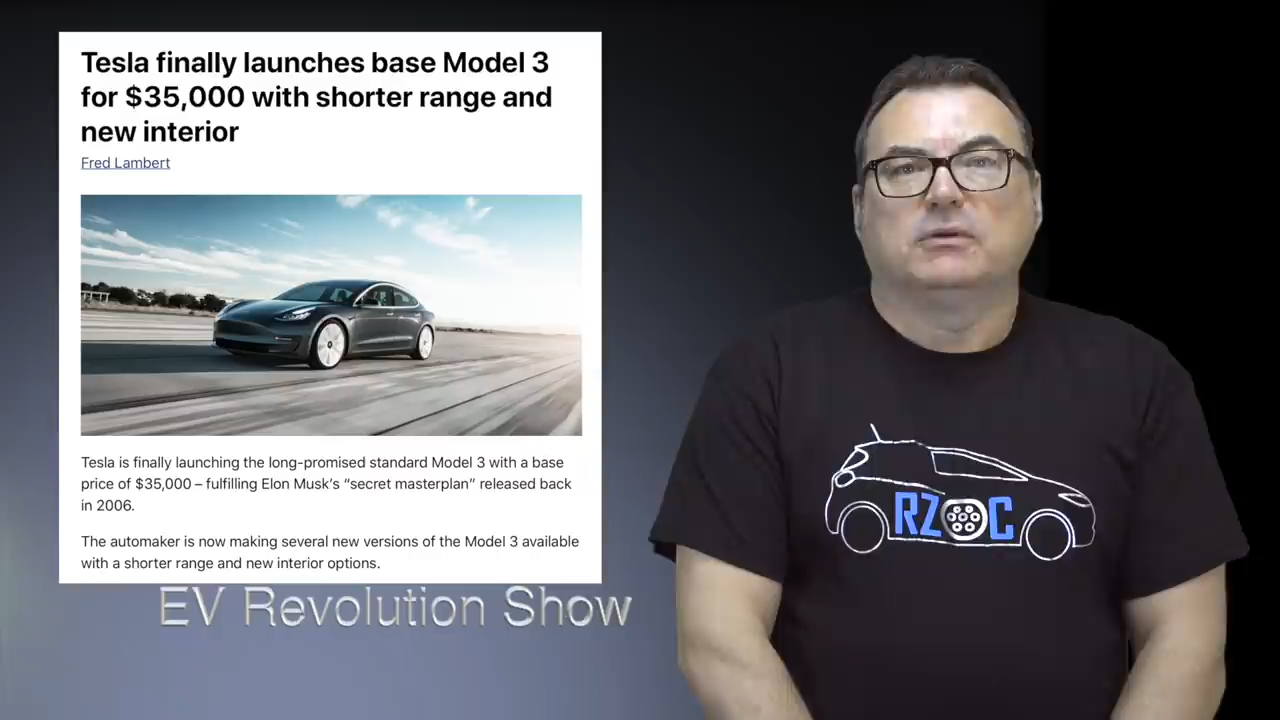 Tesla finally launches base Model 3
for $35,000 with shorter range and
new interior
Fred Lambert
Tesla is finally launching the long-promised standard Model 3 with a base
price of $35,000 – fulfilling Elon Musk's “secret masterplan” released back
in 2006.
The automaker is now making several new versions of the Model 3 available
with a shorter range and new interior options.
EV Revolution Show
RZOC